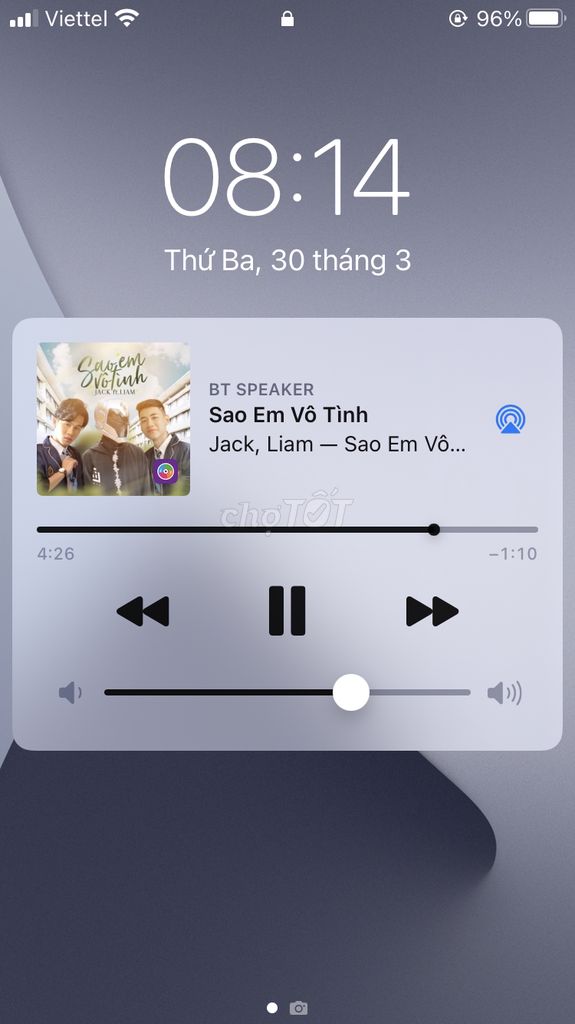 Viettel
96%
08:14
Thứ Ba, 30 tháng 3
Sao em
vô tình
JACK ft. LIAM
BT SPEAKER
Sao Em Vô Tình
Jack, Liam — Sao Em Vô...
chợTỐT
4:26
−1:10